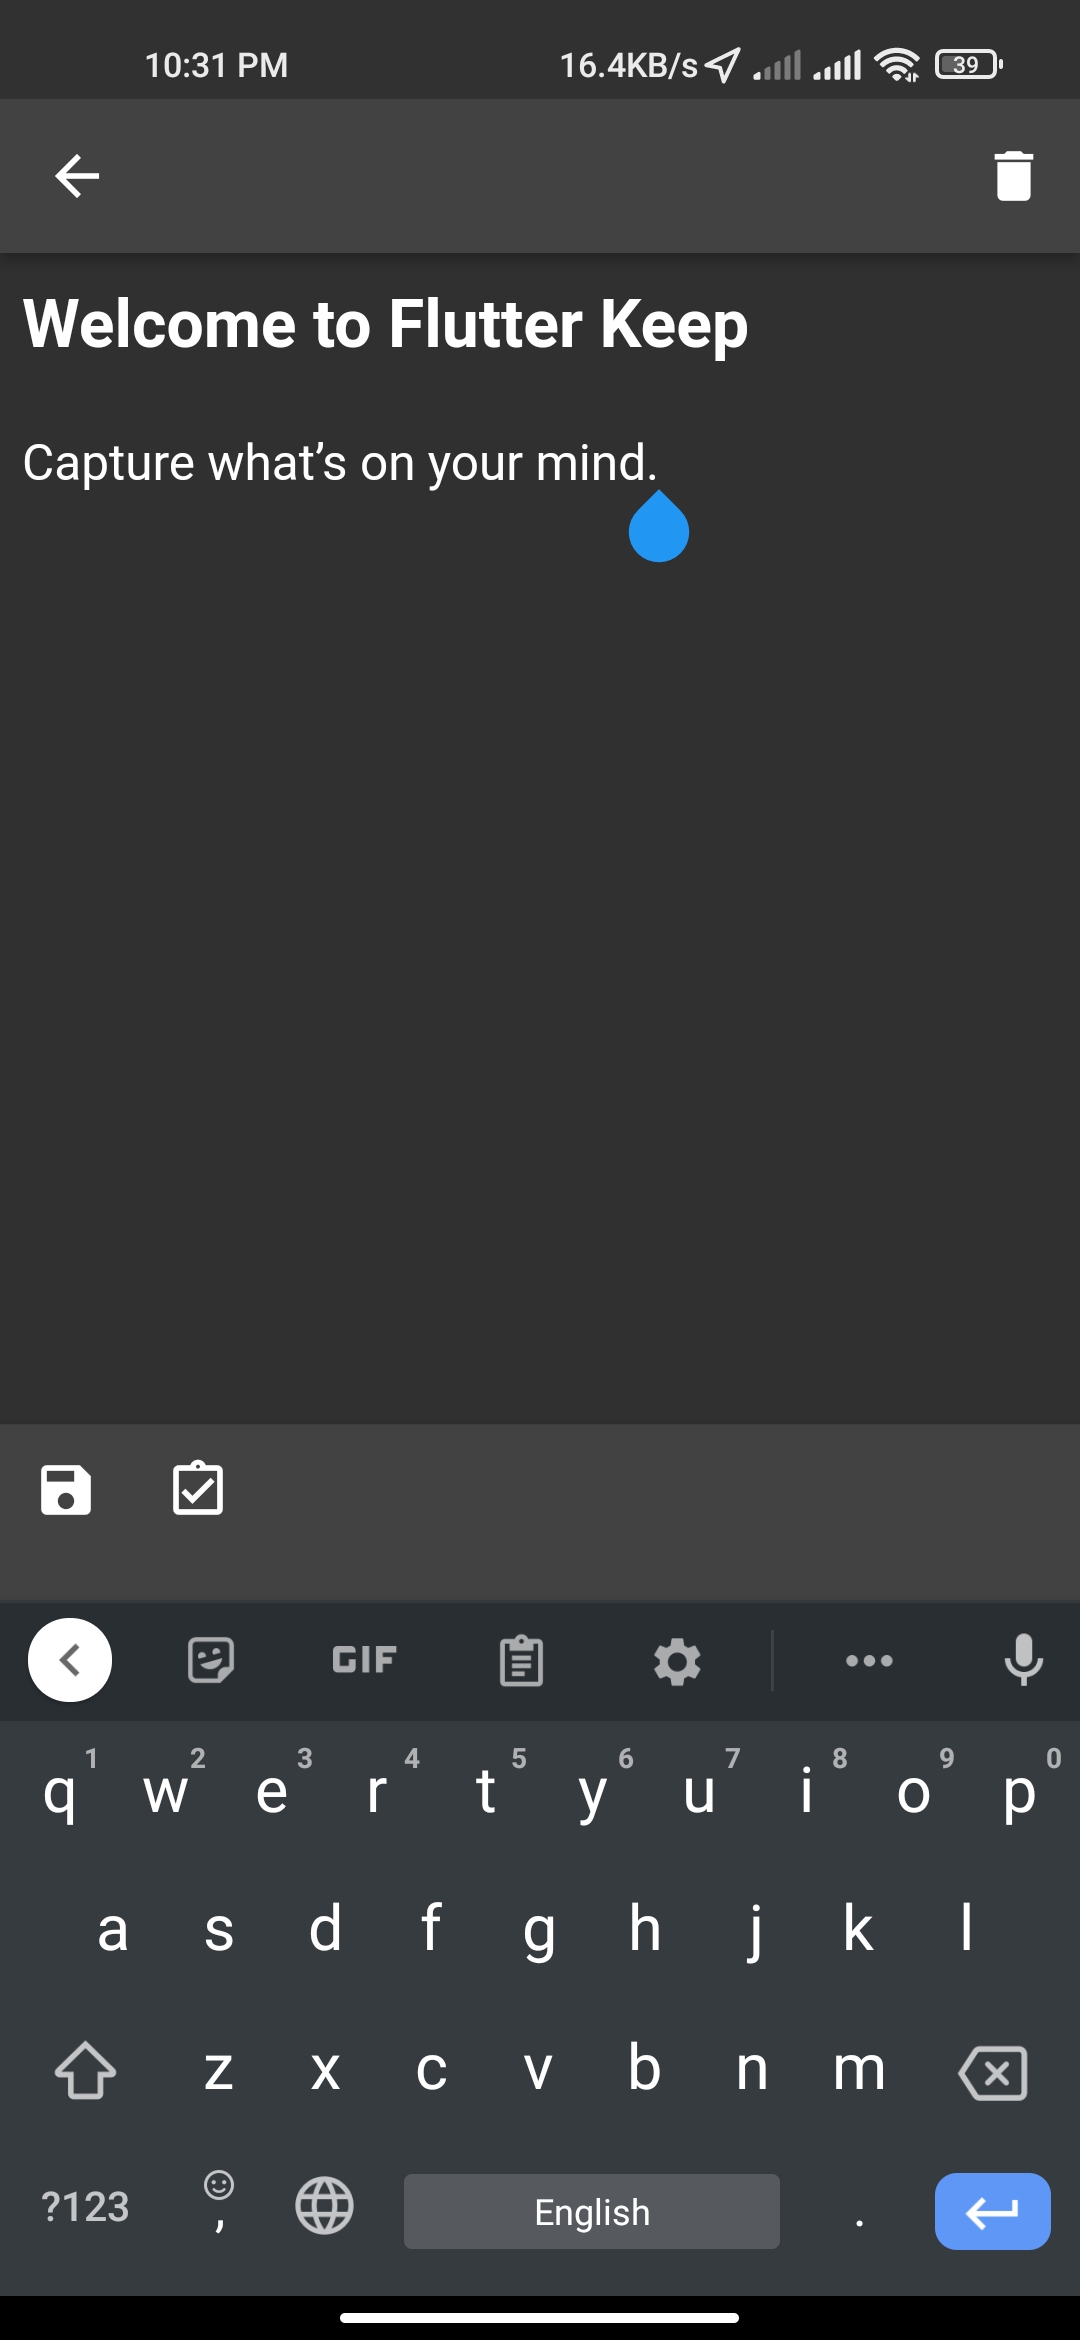 10:31 PM 16.4KB/s 39
Welcome to Flutter Keep
Capture what’s on your mind.
GIF
1 2 3 4 5 6 7 8 9 0
q w e r t y u i o p
a s d f g h j k l
z x c v b n m
?123 , English .